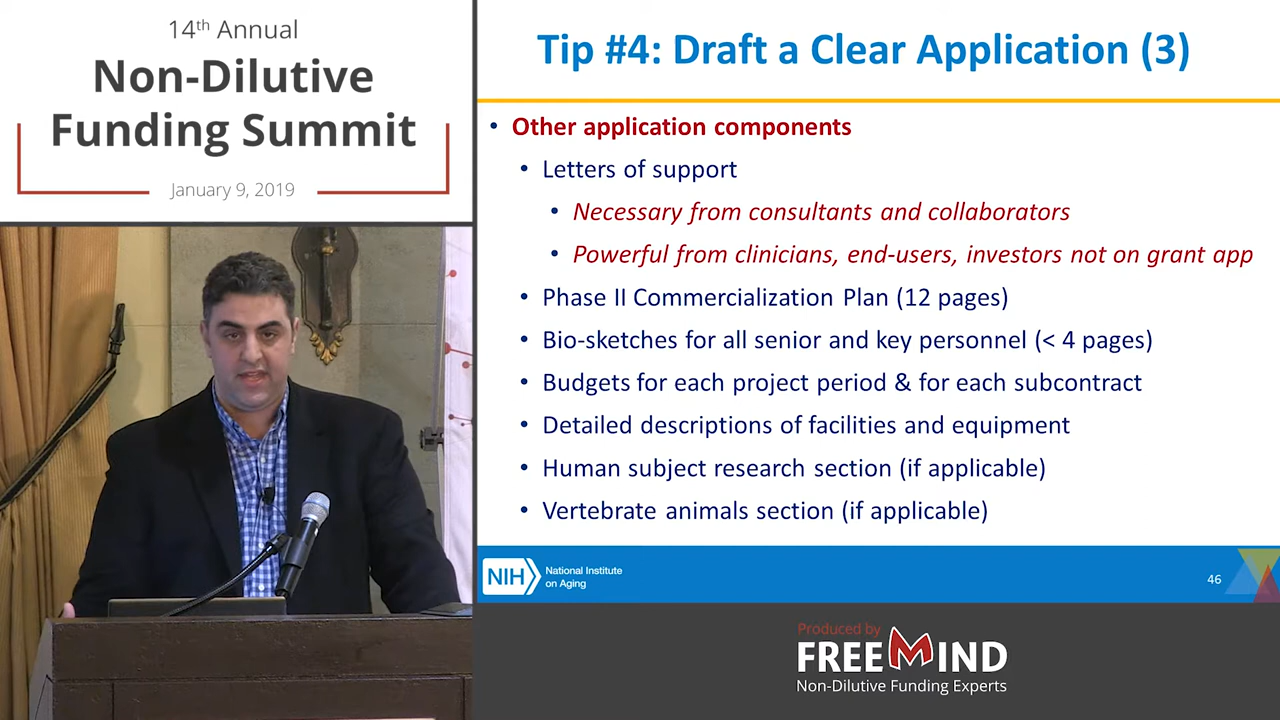 14th Annual
Non-Dilutive
Funding Summit
January 9, 2019
Tip #4: Draft a Clear Application (3)
• Other application components
• Letters of support
• Necessary from consultants and collaborators
• Powerful from clinicians, end-users, investors not on grant app
• Phase II Commercialization Plan (12 pages)
• Bio-sketches for all senior and key personnel (< 4 pages)
• Budgets for each project period & for each subcontract
• Detailed descriptions of facilities and equipment
• Human subject research section (if applicable)
• Vertebrate animals section (if applicable)
NIH National Institute
on Aging
46
Produced by
FREEMIND
Non-Dilutive Funding Experts